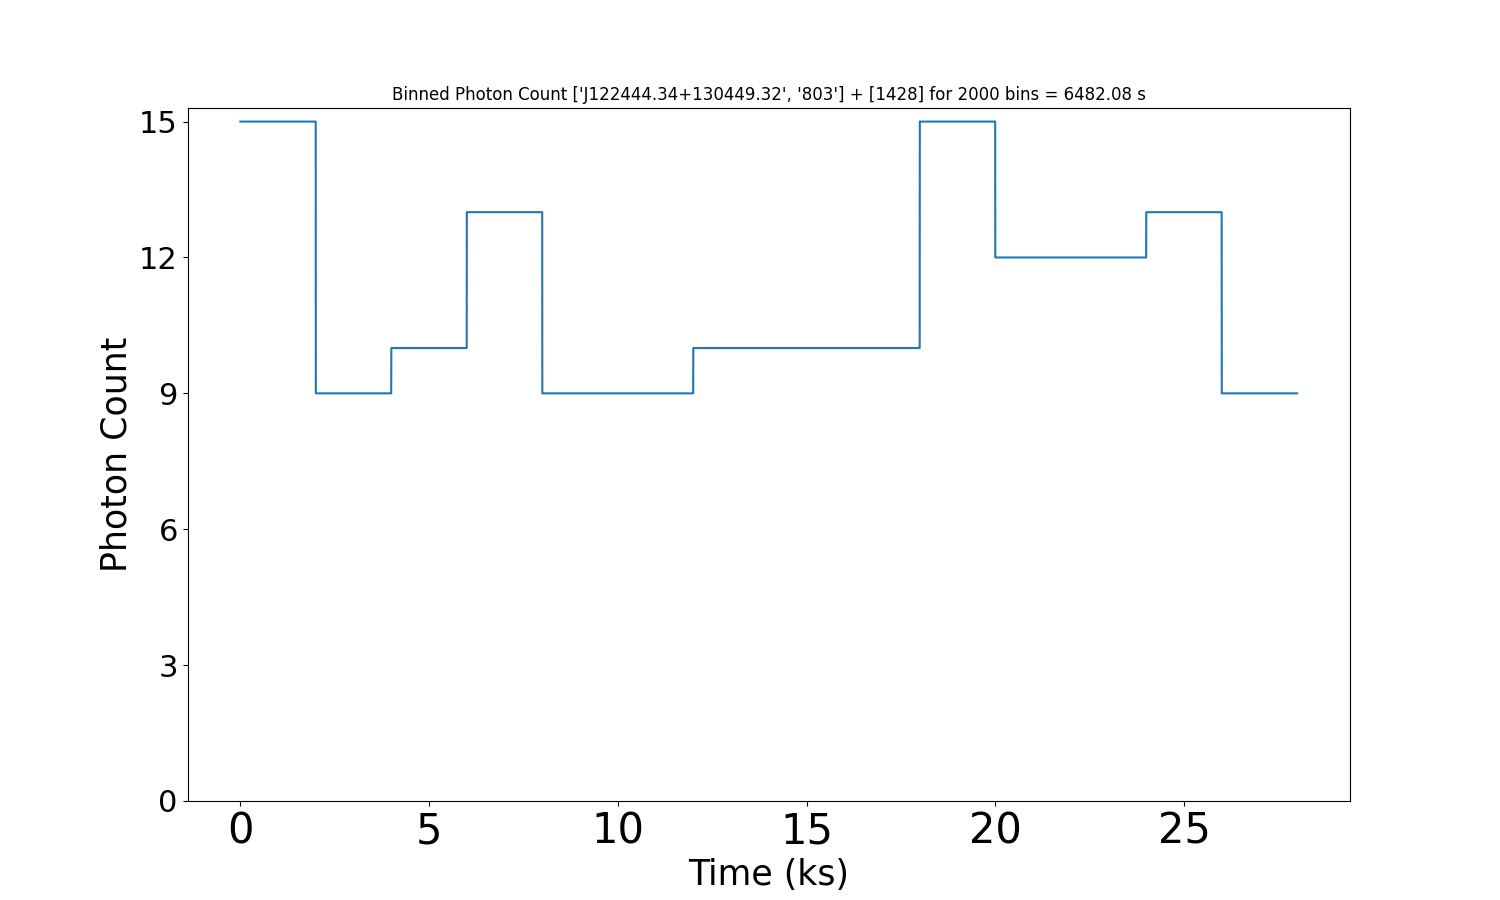 Binned Photon Count ['J122444.34+130449.32', '803'] + [1428] for 2000 bins = 6482.08 s
15
12
9
6
3
0
Photon Count
0 5 10 15 20 25
Time (ks)